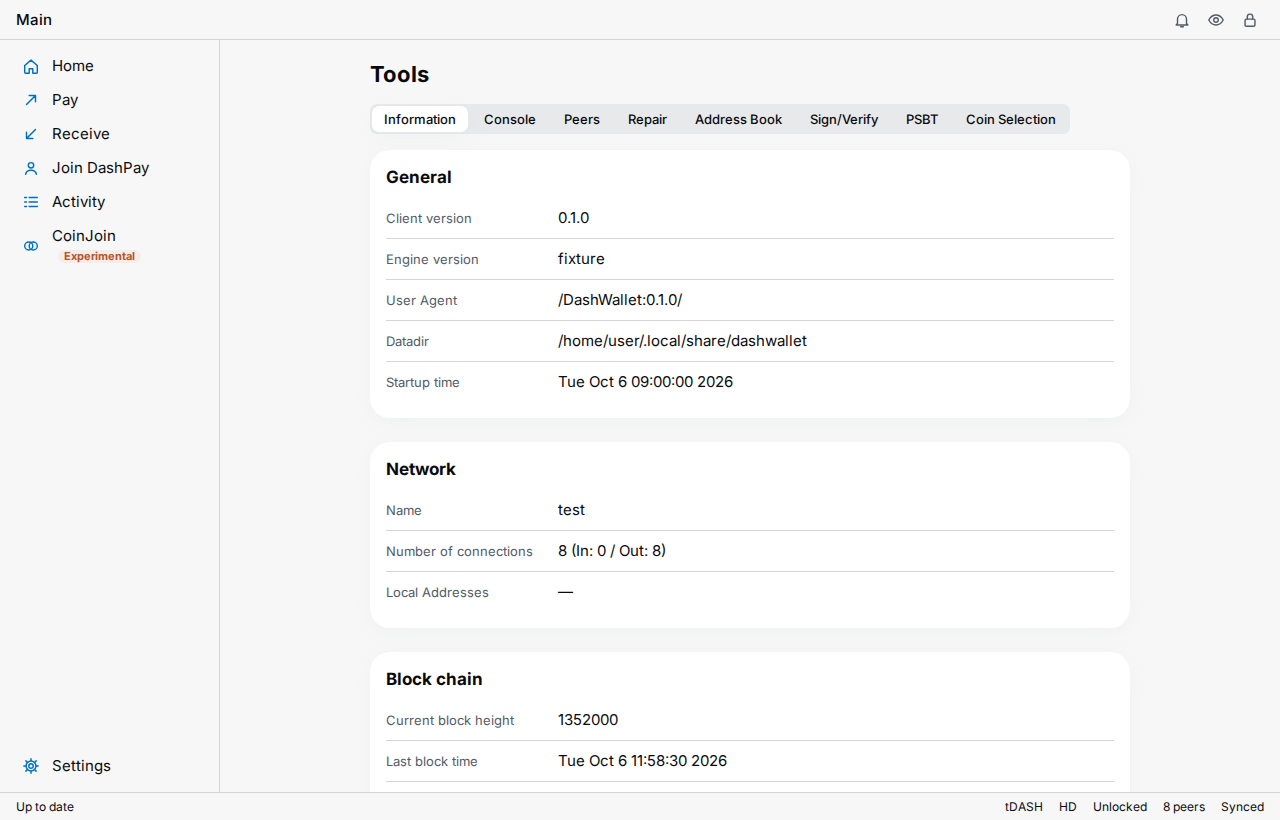 Main
Home
Pay
Receive
Join DashPay
Activity
CoinJoin
Experimental
Settings
Tools
Information Console Peers Repair Address Book Sign/Verify PSBT Coin Selection
General
Client version 0.1.0
Engine version fixture
User Agent /DashWallet:0.1.0/
Datadir /home/user/.local/share/dashwallet
Startup time Tue Oct 6 09:00:00 2026
Network
Name test
Number of connections 8 (In: 0 / Out: 8)
Local Addresses —
Block chain
Current block height 1352000
Last block time Tue Oct 6 11:58:30 2026
Up to date tDASH HD Unlocked 8 peers Synced